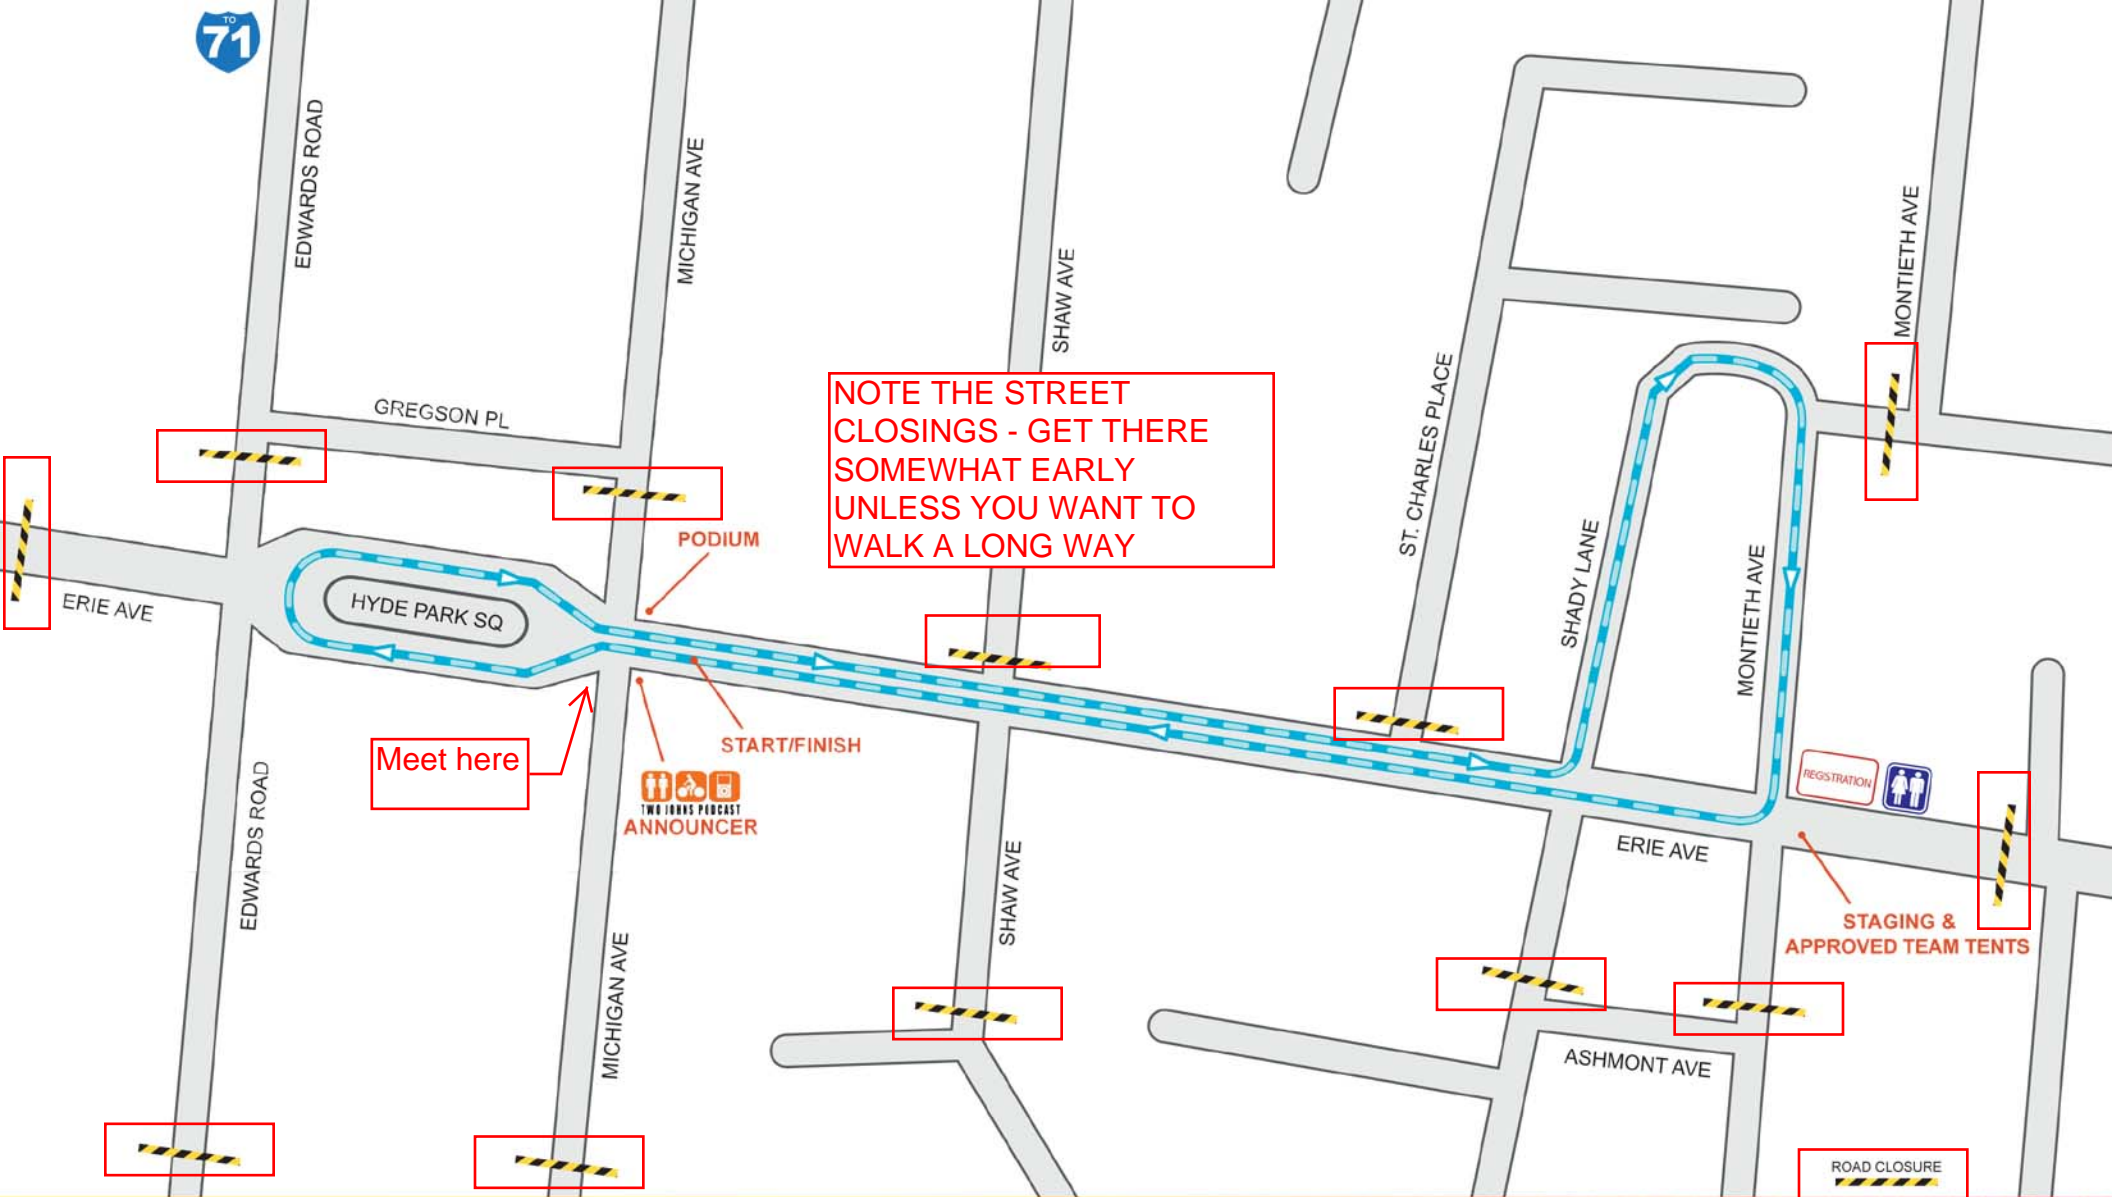 TO
71
EDWARDS ROAD
MICHIGAN AVE
SHAW AVE
MONTIETH AVE
GREGSON PL
ST. CHARLES PLACE
NOTE THE STREET
CLOSINGS - GET THERE
SOMEWHAT EARLY
UNLESS YOU WANT TO
WALK A LONG WAY
PODIUM
ERIE AVE
HYDE PARK SQ
SHADY LANE
MONTIETH AVE
Meet here
START/FINISH
TWO JOHNS PODCAST
ANNOUNCER
REGISTRATION
ERIE AVE
EDWARDS ROAD
SHAW AVE
MICHIGAN AVE
STAGING &
APPROVED TEAM TENTS
ASHMONT AVE
ROAD CLOSURE